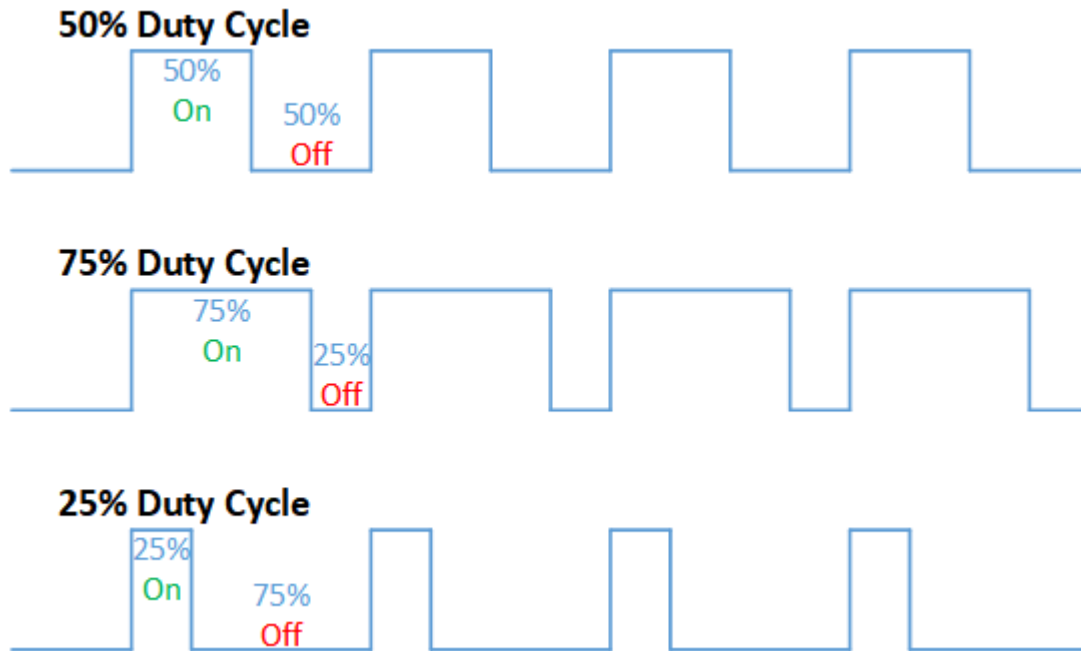 50% Duty Cycle
50%
On
50%
Off
75% Duty Cycle
75%
On
25%
Off
25% Duty Cycle
25%
On
75%
Off